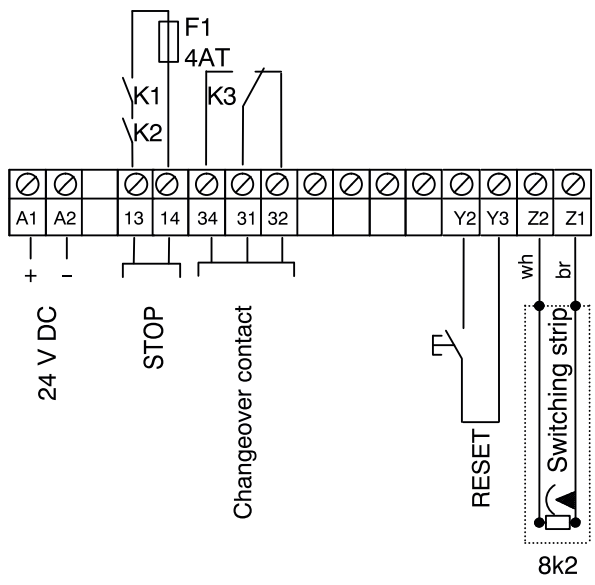 F1
4AT
K1
K3
K2
A1 A2 13 14 34 31 32 Y2 Y3 Z2 Z1
+ −
wh
br
24 V DC
STOP
Changeover contact
RESET
Switching strip
8k2